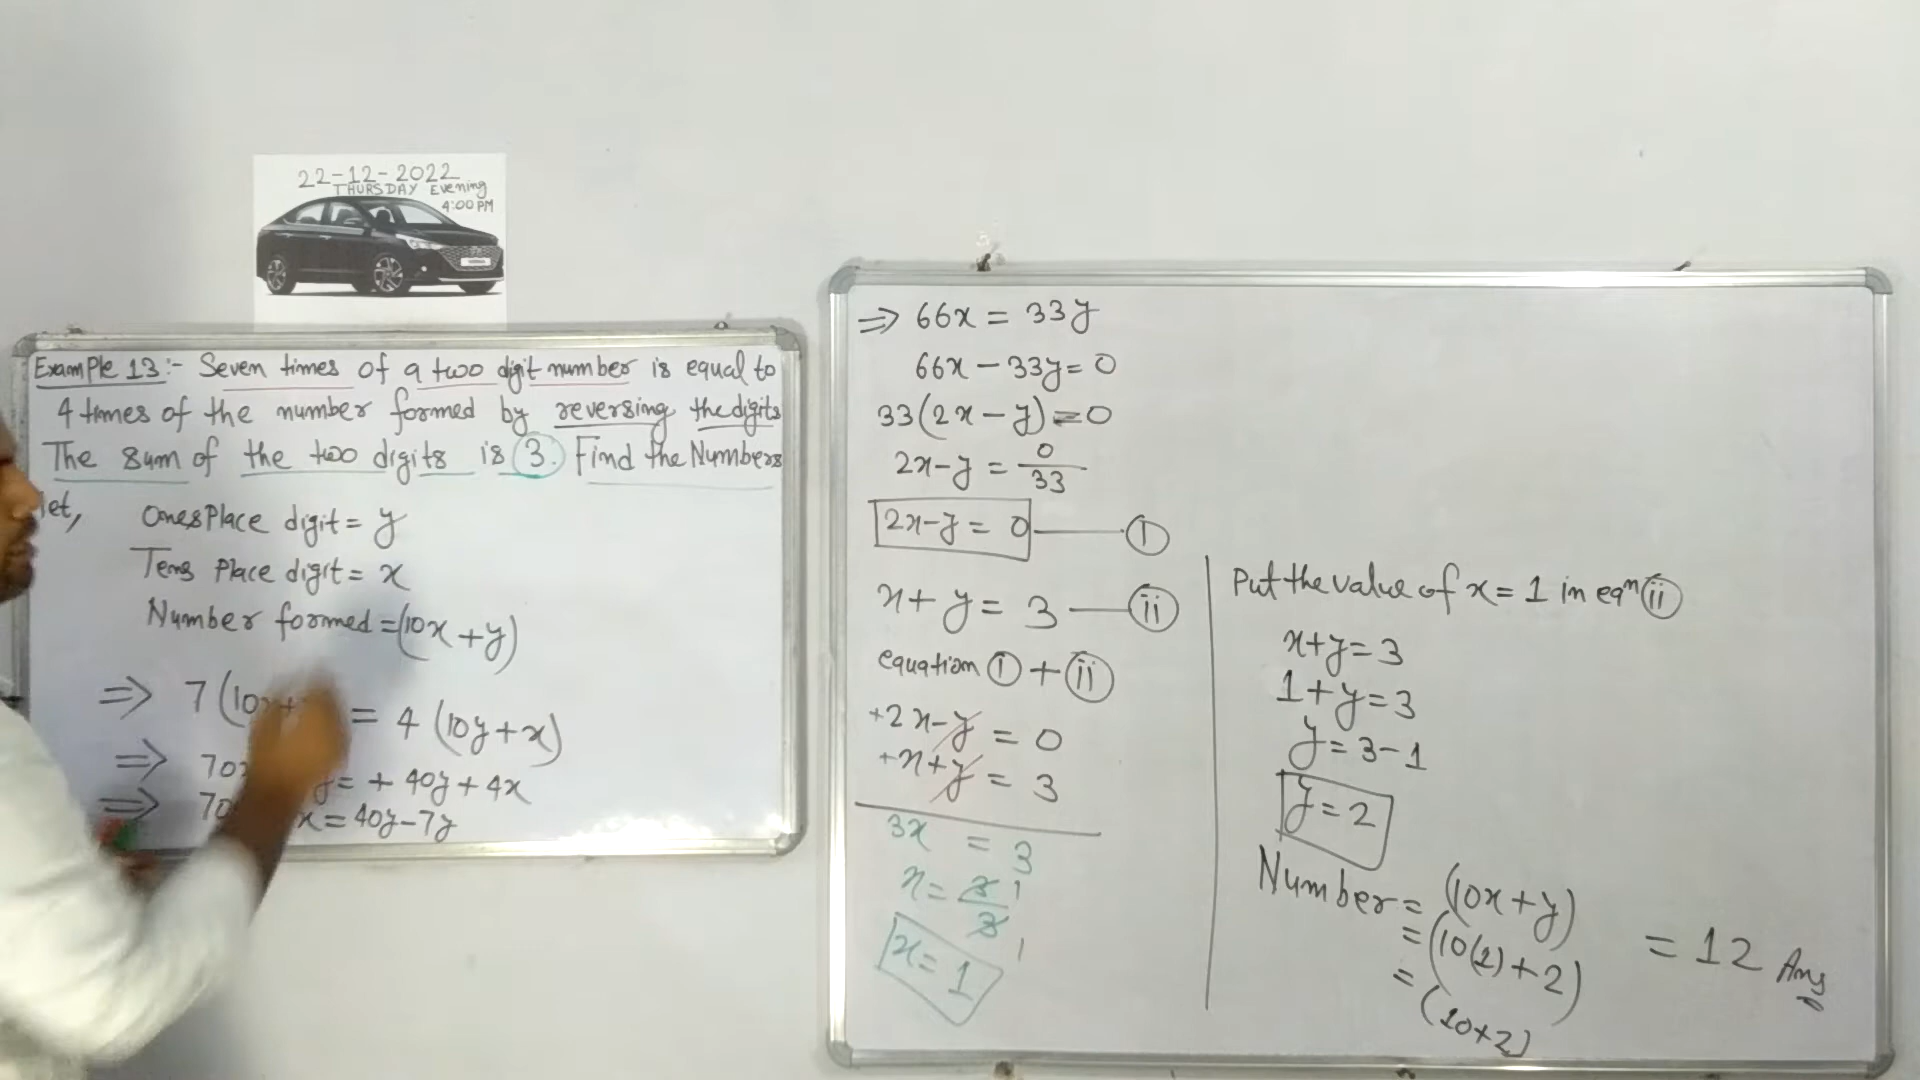 22-12-2022
THURSDAY Evening
4:00PM
Example 13:- Seven times of a two digit number is equal to
4 times of the number formed by reversing the digits
The sum of the two digits is 3. Find the Numbers
let,
Ones Place digit = y
Tens Place digit = x
Number formed = (10x + y)
⇒ 7 (10x+ = 4 (10y + x)
⇒ 70x y = + 40y + 4x
⇒ 70 x = 40y - 7y
⇒ 66x = 33y
66x - 33y = 0
33(2x - y) = 0
2x - y = 0/33
2x - y = 0 — (i)
x + y = 3 — (ii)
equation (i) + (ii)
+2x - y = 0
+x + y = 3
3x = 3
x = 3/3 1 1
x = 1
Put the value of x = 1 in eqn (ii)
x + y = 3
1 + y = 3
y = 3 - 1
y = 2
Number = (10x + y)
= (10(1) + 2)
= (10+2)
= 12 Ans